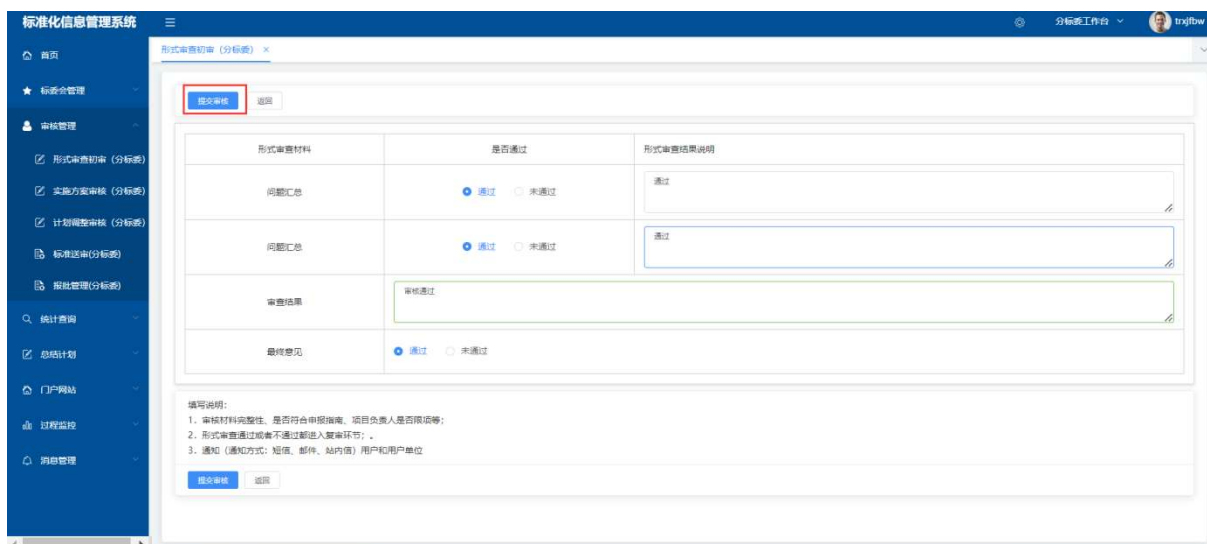 标准化信息管理系统
分标委工作台
trxjfbw
首页
形式审查初审（分标委） ×
标委会管理
提交审核 返回
审核管理
形式审查材料 是否通过 形式审查结果说明
形式审查初审（分标委）
问题汇总 通过 未通过 通过
实施方案审核（分标委）
计划调整审核（分标委）
问题汇总 通过 未通过 通过
标准送审(分标委)
报批管理(分标委)
审查结果 审核通过
统计查询
最终意见 通过 未通过
总结计划
门户网站
填写说明：
1．审核材料完整性、是否符合申报指南、项目负责人是否限项等；
2．形式审查通过或者不通过都进入复审环节；．
3．通知（通知方式：短信、邮件、站内信）用户和用户单位
过程监控
消息管理
提交审核 返回